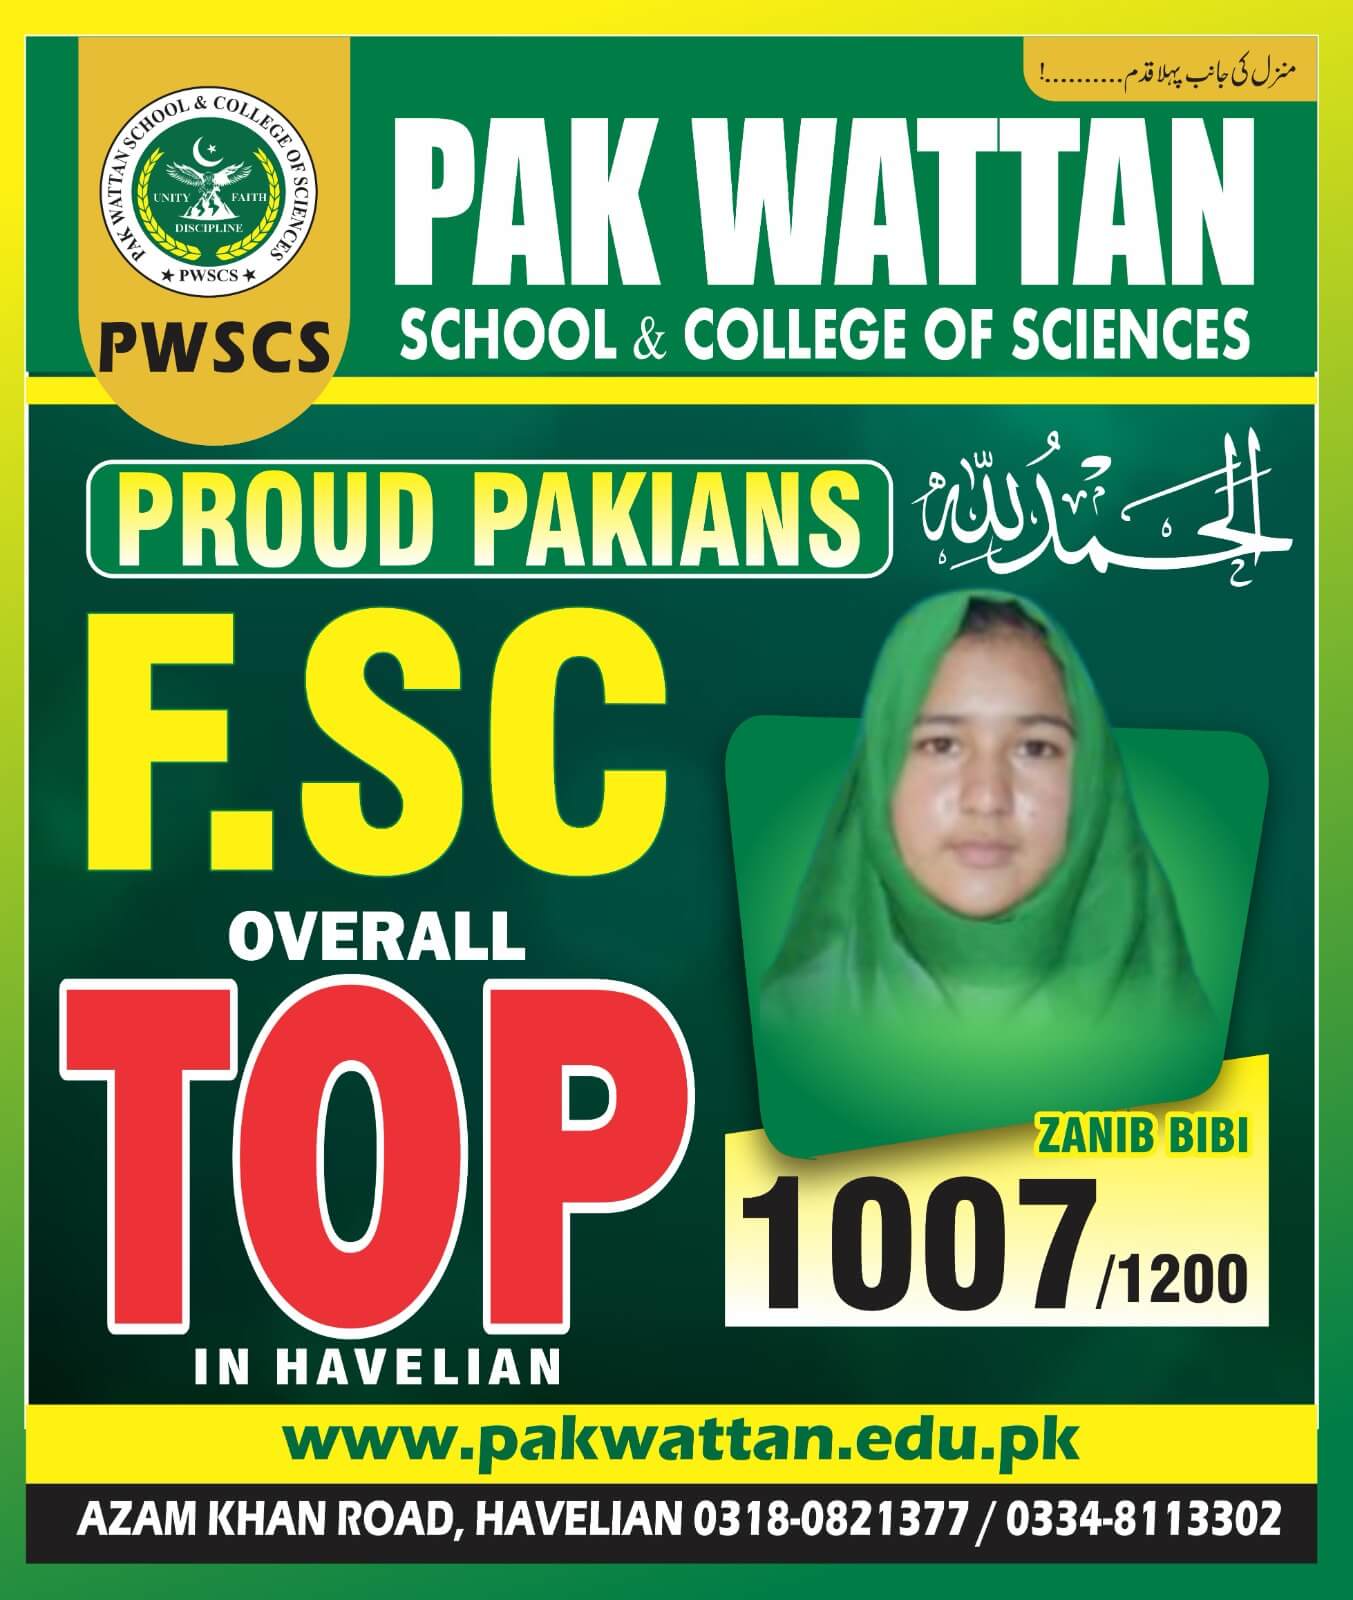 منزل کی جانب پہلا قدم..........!
PAK WATTAN SCHOOL & COLLEGE OF SCIENCES
UNITY FAITH
DISCIPLINE
★ PWSCS ★
PWSCS
PAK WATTAN
SCHOOL & COLLEGE OF SCIENCES
PROUD PAKIANS
الحمدُ للہ
F.SC
OVERALL
TOP
IN HAVELIAN
ZANIB BIBI
1007/1200
www.pakwattan.edu.pk
AZAM KHAN ROAD, HAVELIAN 0318-0821377 / 0334-8113302